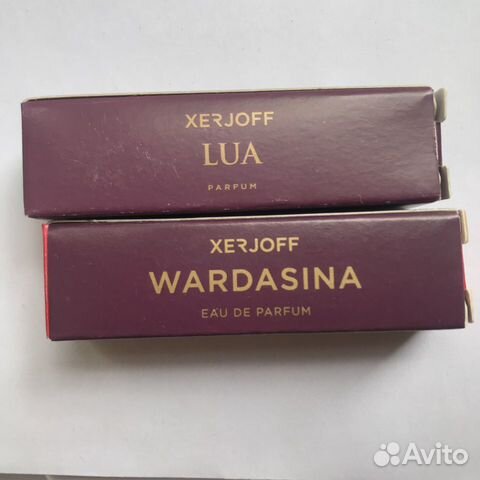 XERJOFF
LUA
PARFUM
XERJOFF
WARDASINA
EAU DE PARFUM
Avito